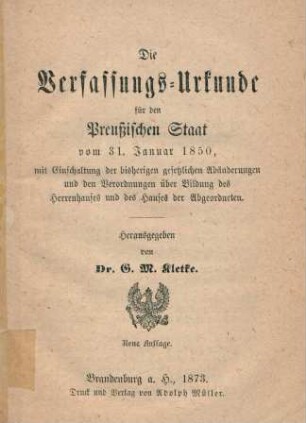 Die
Verfassungs-Urkunde
für den
Preußischen Staat
vom 31. Januar 1850,
mit Einschaltung der bisherigen gesetzlichen Abänderungen
und den Verordnungen über Bildung des
Herrenhauses und des Hauses der Abgeordneten.
Herausgegeben
von
Dr. G. M. Kletke.
Neue Auflage.
Brandenburg a. H., 1873.
Druck und Verlag von Adolph Müller.